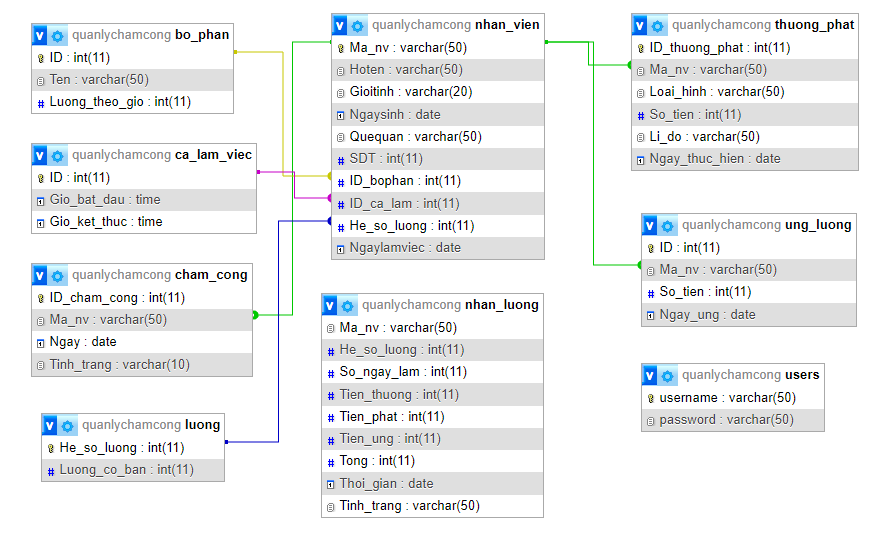 quanlychamcong bo_phan
ID : int(11)
Ten : varchar(50)
# Luong_theo_gio : int(11)
quanlychamcong ca_lam_viec
ID : int(11)
Gio_bat_dau : time
Gio_ket_thuc : time
quanlychamcong cham_cong
ID_cham_cong : int(11)
Ma_nv : varchar(50)
Ngay : date
Tinh_trang : varchar(10)
quanlychamcong luong
He_so_luong : int(11)
# Luong_co_ban : int(11)
quanlychamcong nhan_vien
Ma_nv : varchar(50)
Hoten : varchar(50)
Gioitinh : varchar(20)
Ngaysinh : date
Quequan : varchar(50)
# SDT : int(11)
# ID_bophan : int(11)
# ID_ca_lam : int(11)
# He_so_luong : int(11)
Ngaylamviec : date
quanlychamcong nhan_luong
Ma_nv : varchar(50)
# He_so_luong : int(11)
# So_ngay_lam : int(11)
# Tien_thuong : int(11)
# Tien_phat : int(11)
# Tien_ung : int(11)
# Tong : int(11)
Thoi_gian : date
Tinh_trang : varchar(50)
quanlychamcong thuong_phat
ID_thuong_phat : int(11)
Ma_nv : varchar(50)
Loai_hinh : varchar(50)
# So_tien : int(11)
Li_do : varchar(50)
Ngay_thuc_hien : date
quanlychamcong ung_luong
ID : int(11)
Ma_nv : varchar(50)
# So_tien : int(11)
Ngay_ung : date
quanlychamcong users
username : varchar(50)
password : varchar(50)